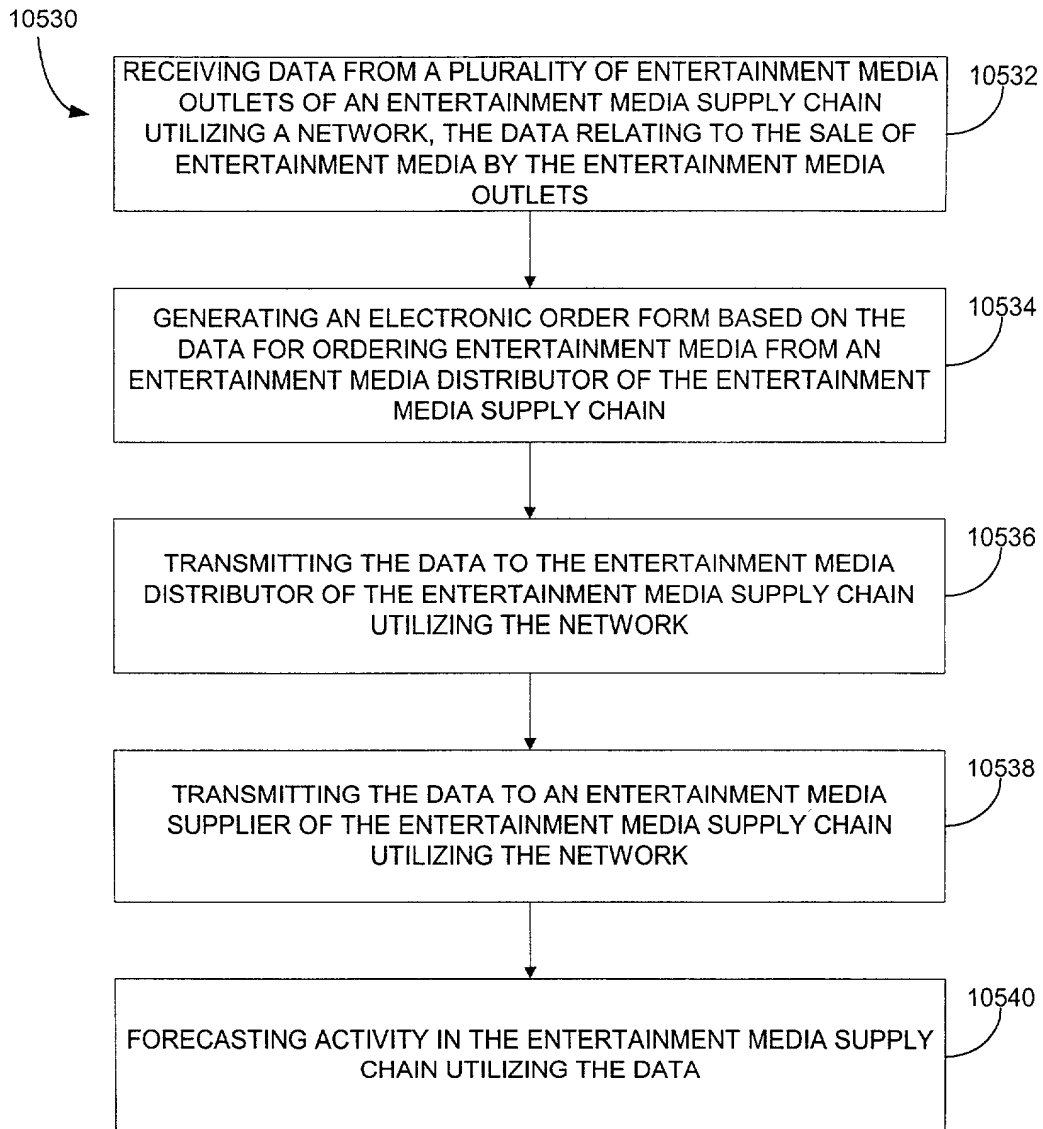 10530
RECEIVING DATA FROM A PLURALITY OF ENTERTAINMENT MEDIA
OUTLETS OF AN ENTERTAINMENT MEDIA SUPPLY CHAIN
UTILIZING A NETWORK, THE DATA RELATING TO THE SALE OF
ENTERTAINMENT MEDIA BY THE ENTERTAINMENT MEDIA
OUTLETS
10532
GENERATING AN ELECTRONIC ORDER FORM BASED ON THE
DATA FOR ORDERING ENTERTAINMENT MEDIA FROM AN
ENTERTAINMENT MEDIA DISTRIBUTOR OF THE ENTERTAINMENT
MEDIA SUPPLY CHAIN
10534
TRANSMITTING THE DATA TO THE ENTERTAINMENT MEDIA
DISTRIBUTOR OF THE ENTERTAINMENT MEDIA SUPPLY CHAIN
UTILIZING THE NETWORK
10536
TRANSMITTING THE DATA TO AN ENTERTAINMENT MEDIA
SUPPLIER OF THE ENTERTAINMENT MEDIA SUPPLY CHAIN
UTILIZING THE NETWORK
10538
FORECASTING ACTIVITY IN THE ENTERTAINMENT MEDIA SUPPLY
CHAIN UTILIZING THE DATA
10540